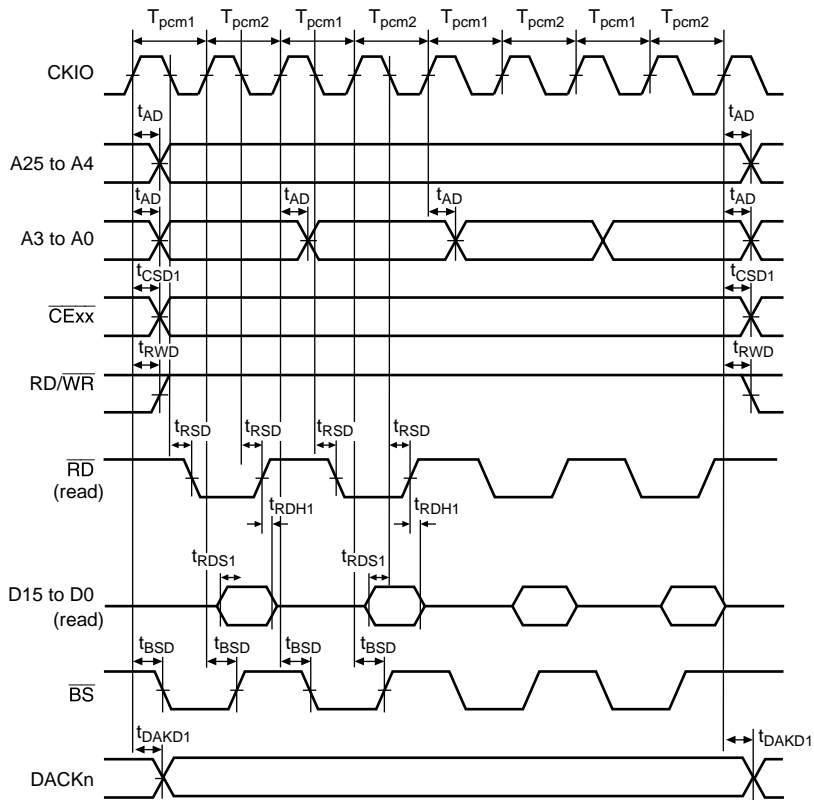 Tpcm1 Tpcm2 Tpcm1 Tpcm2 Tpcm1 Tpcm2 Tpcm1 Tpcm2
CKIO
tAD tAD
A25 to A4
tAD tAD tAD tAD
A3 to A0
tCSD1 tCSD1
CExx
tRWD tRWD
RD/WR
tRSD tRSD tRSD tRSD
RD
(read)
tRDH1 tRDH1
tRDS1 tRDS1
D15 to D0
(read)
tBSD tBSD tBSD tBSD
BS
tDAKD1 tDAKD1
DACKn